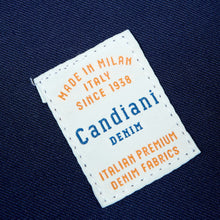 MADE IN MILAN
ITALY
SINCE 1938
Candiani
DENIM
ITALIAN PREMIUM
DENIM FABRICS